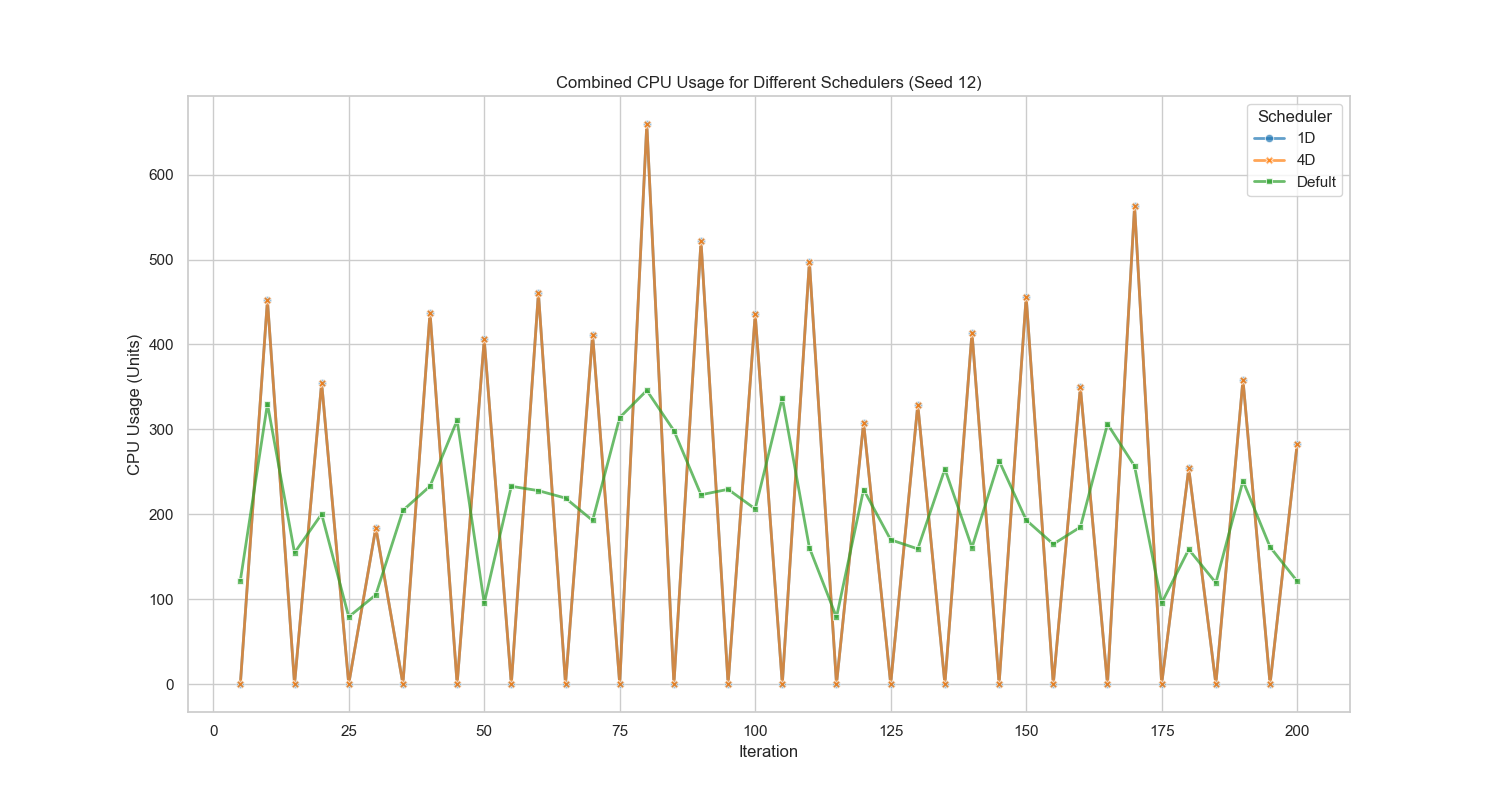 Combined CPU Usage for Different Schedulers (Seed 12)
Scheduler
1D
4D
Defult
CPU Usage (Units)
600
500
400
300
200
100
0
0 25 50 75 100 125 150 175 200
Iteration